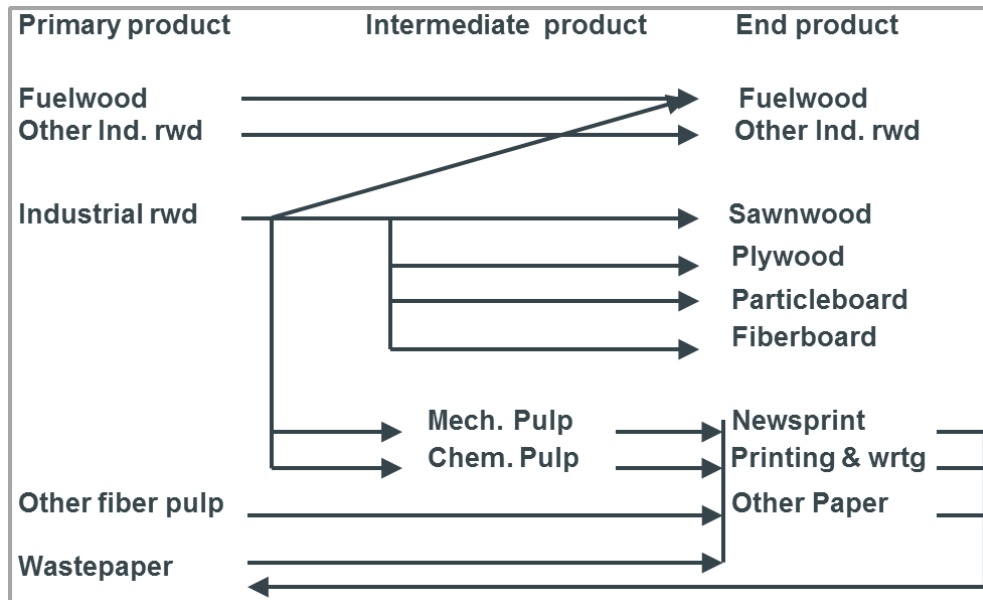 Primary product Intermediate product End product
Fuelwood Fuelwood
Other Ind. rwd Other Ind. rwd
Industrial rwd Sawnwood
Plywood
Particleboard
Fiberboard
Mech. Pulp Newsprint
Chem. Pulp Printing & wrtg
Other fiber pulp Other Paper
Wastepaper